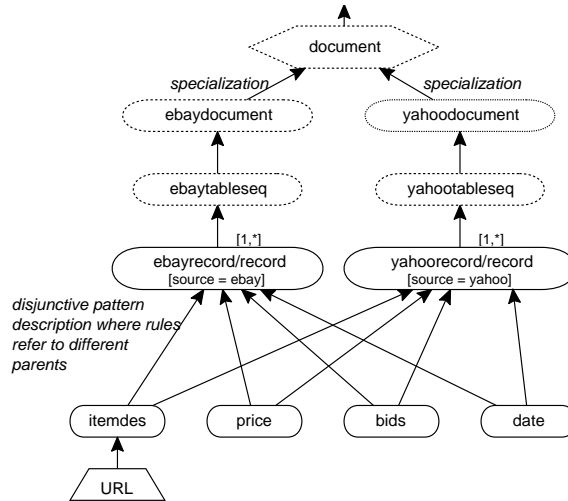 document
specialization
specialization
ebaydocument
yahoodocument
ebaytableseq
yahootableseq
[1,*]
[1,*]
ebayrecord/record
[source = ebay]
yahoorecord/record
[source = yahoo]
disjunctive pattern
description where rules
refer to different
parents
itemdes
price
bids
date
URL